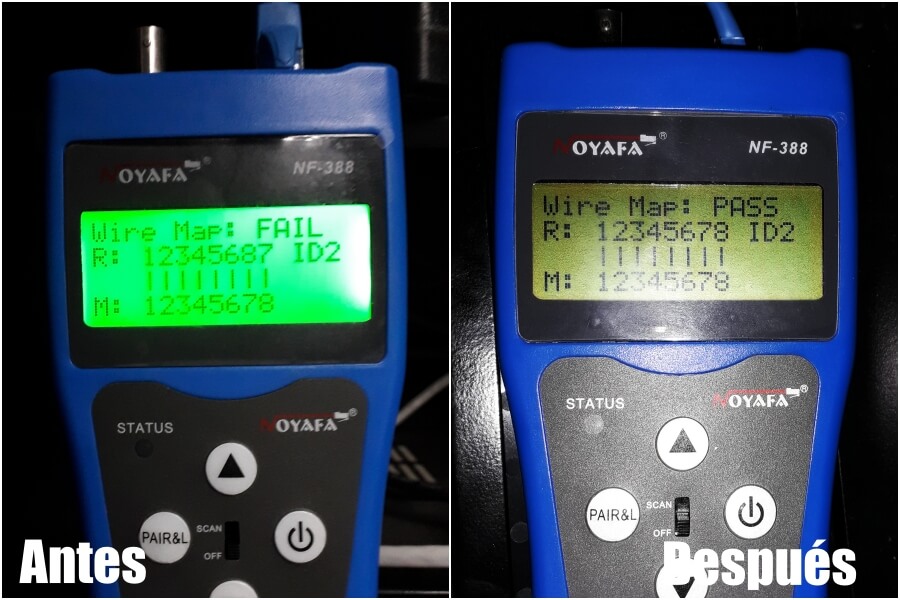 NOYAFA®
NF-388
Wire Map: FAIL
R: 12345687 ID2
||||||||
M: 12345678
STATUS
NOYAFA®
PAIR&L
SCAN
OFF
Antes
NOYAFA®
NF-388
Wire Map: PASS
R: 12345678 ID2
||||||||
M: 12345678
STATUS
NOYAFA®
PAIR&L
SCAN
OFF
Después